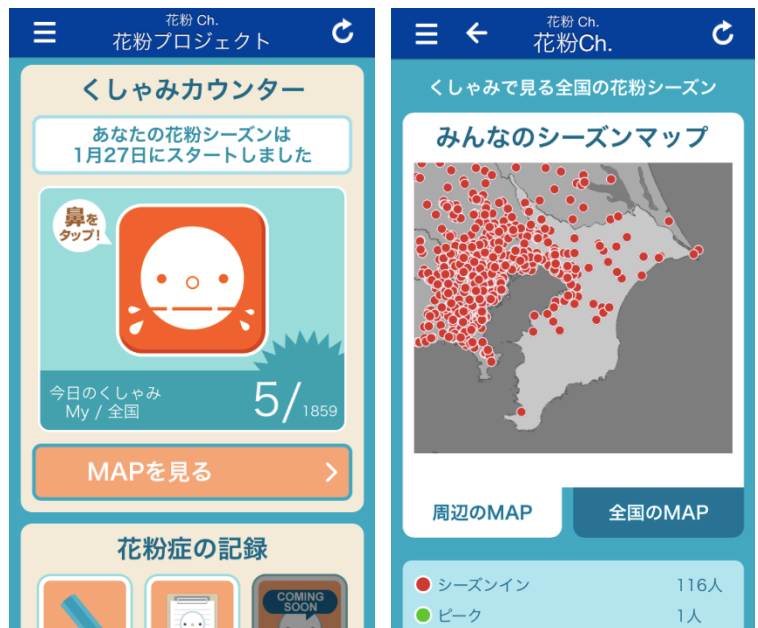 花粉 Ch.
花粉プロジェクト
くしゃみカウンター
あなたの花粉シーズンは
1月27日にスタートしました
鼻を
タップ!
今日のくしゃみ
My / 全国
5/1859
MAPを見る
花粉症の記録
COMING
SOON
花粉 Ch.
花粉Ch.
くしゃみで見る全国の花粉シーズン
みんなのシーズンマップ
周辺のMAP
全国のMAP
シーズンイン 116人
ピーク 1人